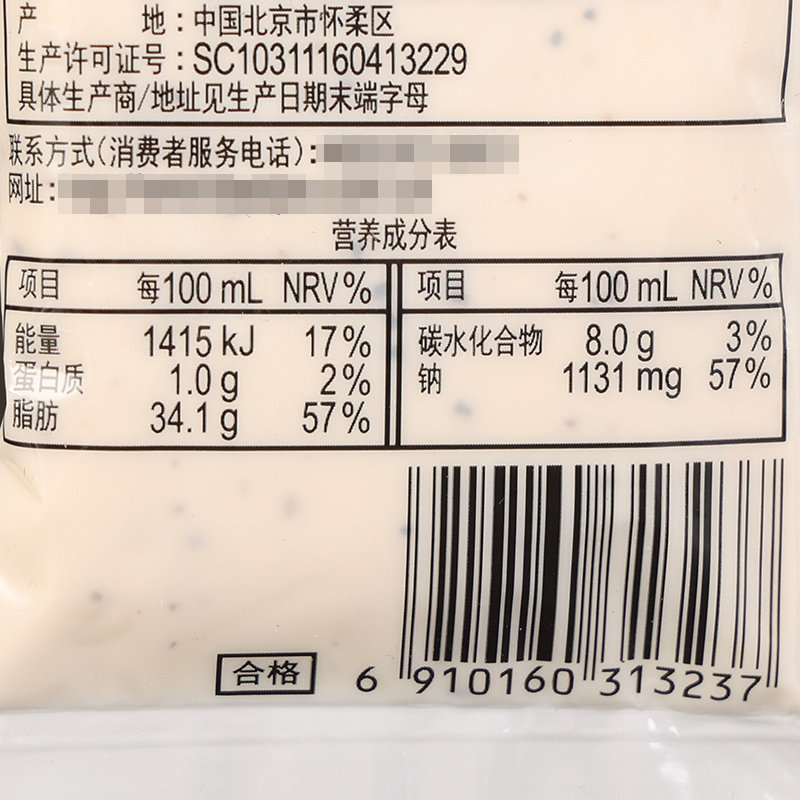 产 地：中国北京市怀柔区
生产许可证号：SC10311160413229
具体生产商/地址见生产日期末端字母
联系方式(消费者服务电话)：
网址：
营养成分表
项目 每100 mL NRV% 项目 每100 mL NRV%
能量 1415 kJ 17% 碳水化合物 8.0 g 3%
蛋白质 1.0 g 2% 钠 1131 mg 57%
脂肪 34.1 g 57%
合格
6 910160 313237